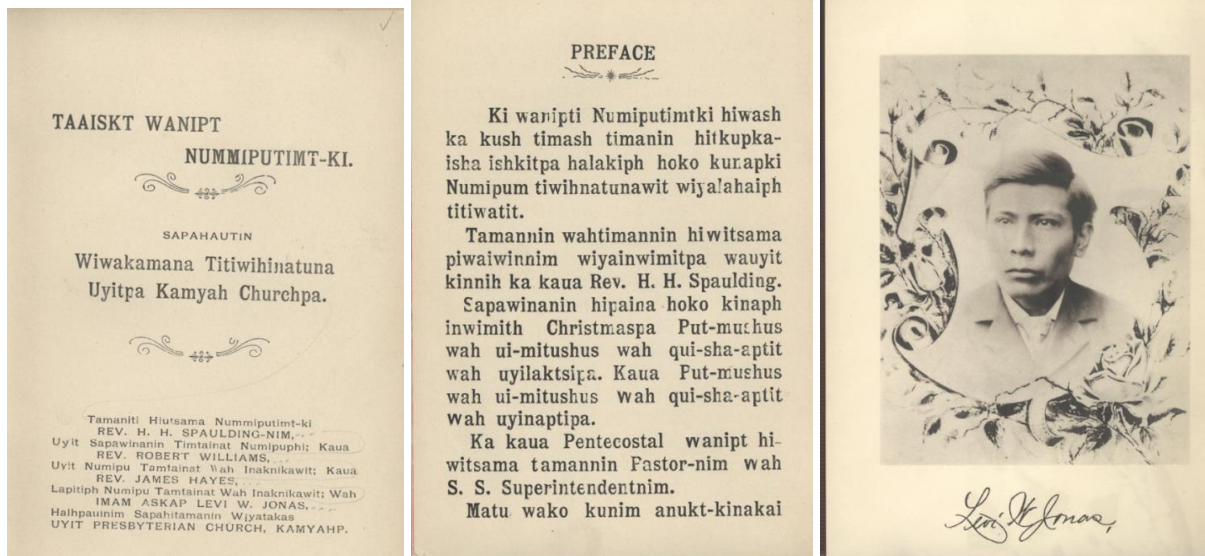 TAAISKT WANIPT
NUMMIPUTIMT-KI.
SAPAHAUTIN
Wiwakamana Titiwihinatuna
Uyitpa Kamyah Churchpa.
Tamaniti Hiutsama Nummiputimt-ki
REV. H. H. SPAULDING-NIM,
Uyit Sapawinanin Timtainat Numipuphi; Kaua
REV. ROBERT WILLIAMS,
Uyit Numipu Tamtainat Wah Inaknikawit; Kaua
REV. JAMES HAYES,
Lapitiph Numipu Tamtainat Wah Inaknikawit; Wah
IMAM ASKAP LEVI W. JONAS,
Halhpauinim Sapahitamanin Wiyatakas
UYIT PRESBYTERIAN CHURCH, KAMYAHP.
PREFACE
Ki wanipti Numiputimtki hiwash
ka kush timash timanin hitkupka-
isha ishkitpa halakiph hoko kunapki
Numipum tiwihnatunawit wiyalahaiph
titiwatit.
Tamannin wahtimannin hiwitsama
piwaiwinnim wiyainwimitpa wauyit
kinnih ka kaua Rev. H. H. Spaulding.
Sapawinanin hipaina hoko kinaph
inwimith Christmaspa Put-muchus
wah ui-mitushus wah qui-sha-aptit
wah uyilaktsipa. Kaua Put-mushus
wah ui-mitushus wah qui-sha-aptit
wah uyinaptipa.
Ka kaua Pentecostal wanipt hi-
witsama tamannin Pastor-nim wah
S. S. Superintendentnim.
Matu wako kunim anukt-kinakai
Levi W Jonas,